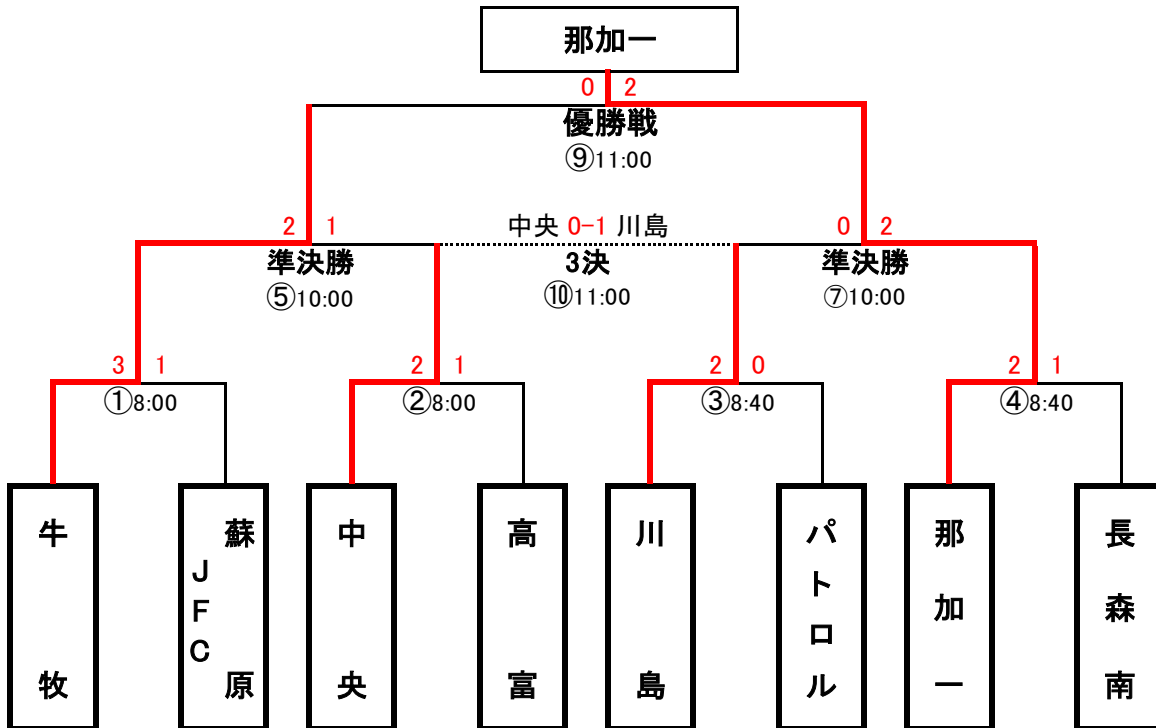 那加一
0 2
優勝戦
⑨11:00
2 1
中央 0-1 川島
0 2
準決勝
3決
準決勝
⑤10:00
⑩11:00
⑦10:00
3 1
2 1
2 0
2 1
①8:00
②8:00
③8:40
④8:40
牛牧
蘇原
JFC
中央
高富
川島
パトロル
那加一
長森南